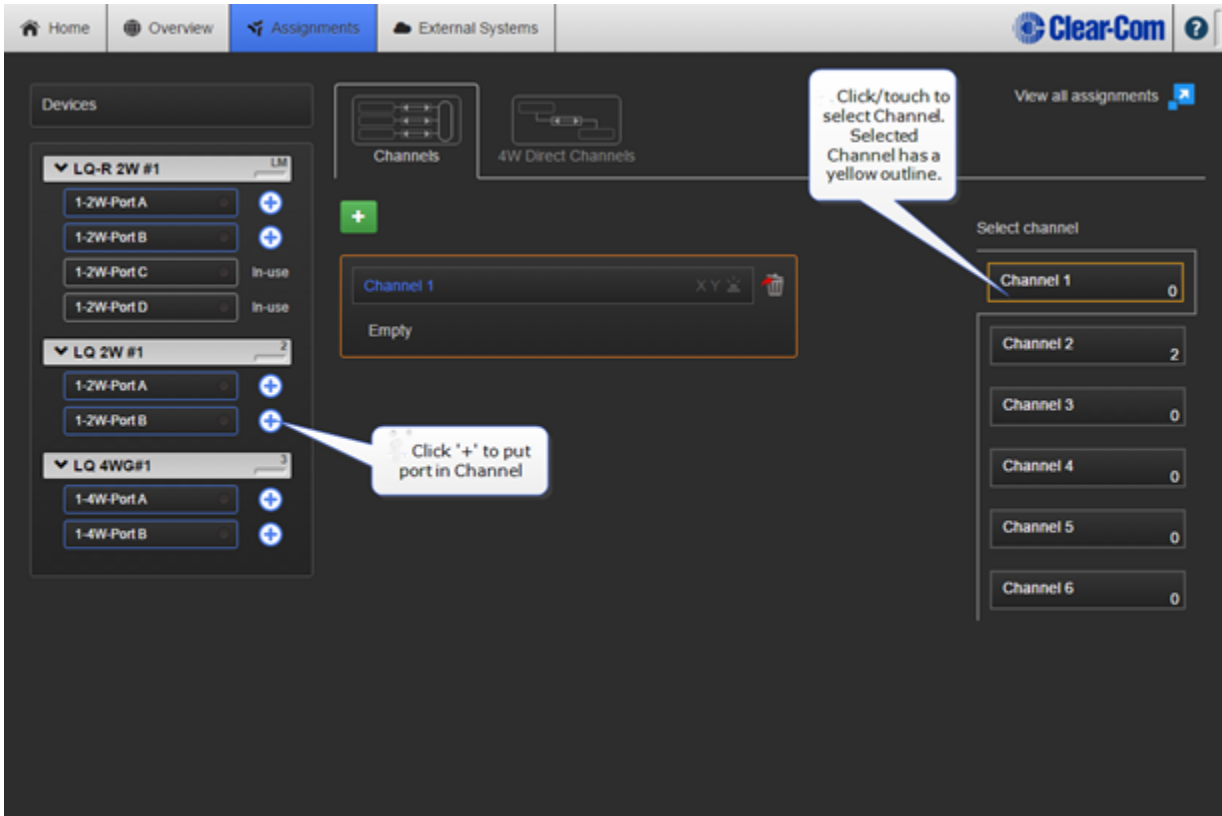 Home
Overview
Assignments
External Systems
Clear-Com
?
Devices
LQ-R 2W #1
LM
1-2W-Port A
1-2W-Port B
1-2W-Port C
In-use
1-2W-Port D
In-use
LQ 2W #1
2
1-2W-Port A
1-2W-Port B
LQ 4WG#1
3
1-4W-Port A
1-4W-Port B
Channels
4W Direct Channels
+
Channel 1
X Y
Empty
Click '+' to put
port in Channel
Click/touch to
select Channel.
Selected
Channel has a
yellow outline.
View all assignments
Select channel
Channel 1
0
Channel 2
2
Channel 3
0
Channel 4
0
Channel 5
0
Channel 6
0